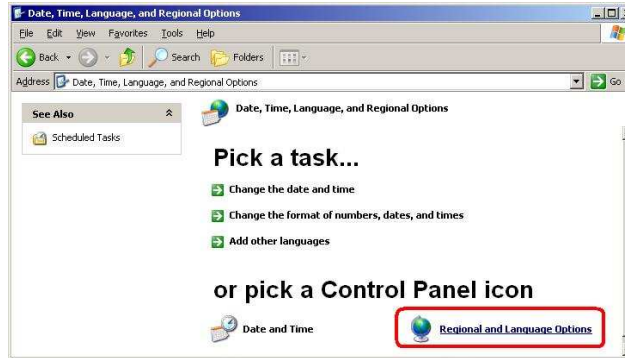 Date, Time, Language, and Regional Options
File Edit View Favorites Tools Help
Back Search Folders
Address Date, Time, Language, and Regional Options Go
See Also
Scheduled Tasks
Date, Time, Language, and Regional Options
Pick a task...
Change the date and time
Change the format of numbers, dates, and times
Add other languages
or pick a Control Panel icon
Date and Time Regional and Language Options